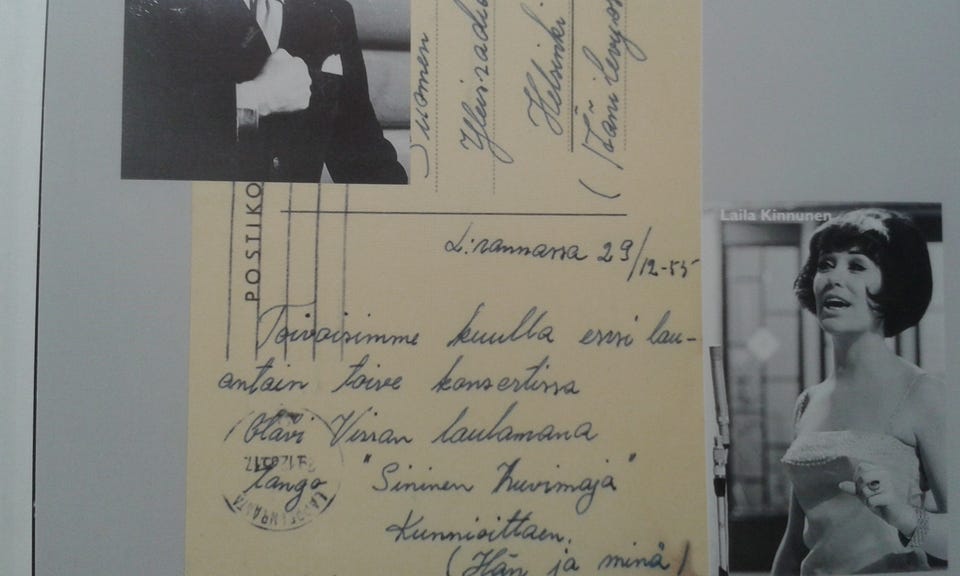 Suomen
Yleisradio
Helsinki
POSTIKO
L:rannassa 29/12-55
Toivoisimme kuulla ensi lau-
antain toive konsertissa
Olavi Virran laulamana
tango "Sininen Huvimaja"
Kunnioittaen.
(Hän ja minä)
LAPPEENRANTA
Laila Kinnunen